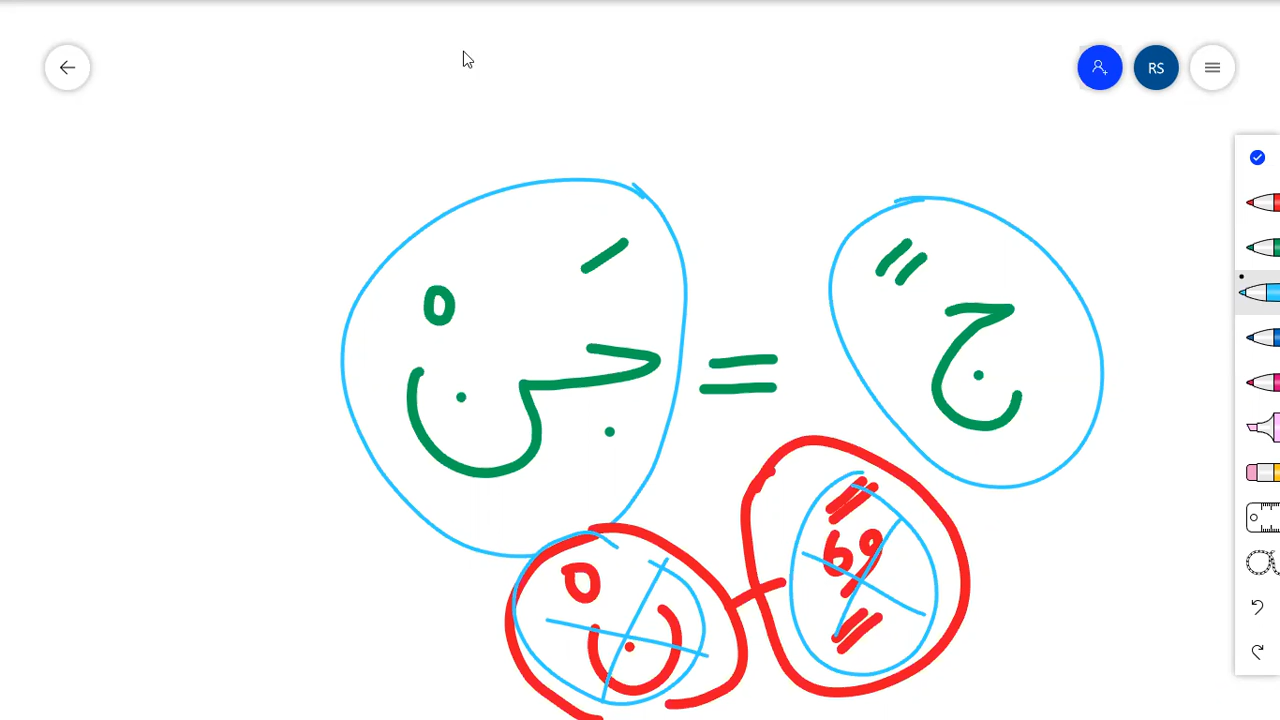 RS
جً = جَنْ
ً ٌ ٍ - نْ